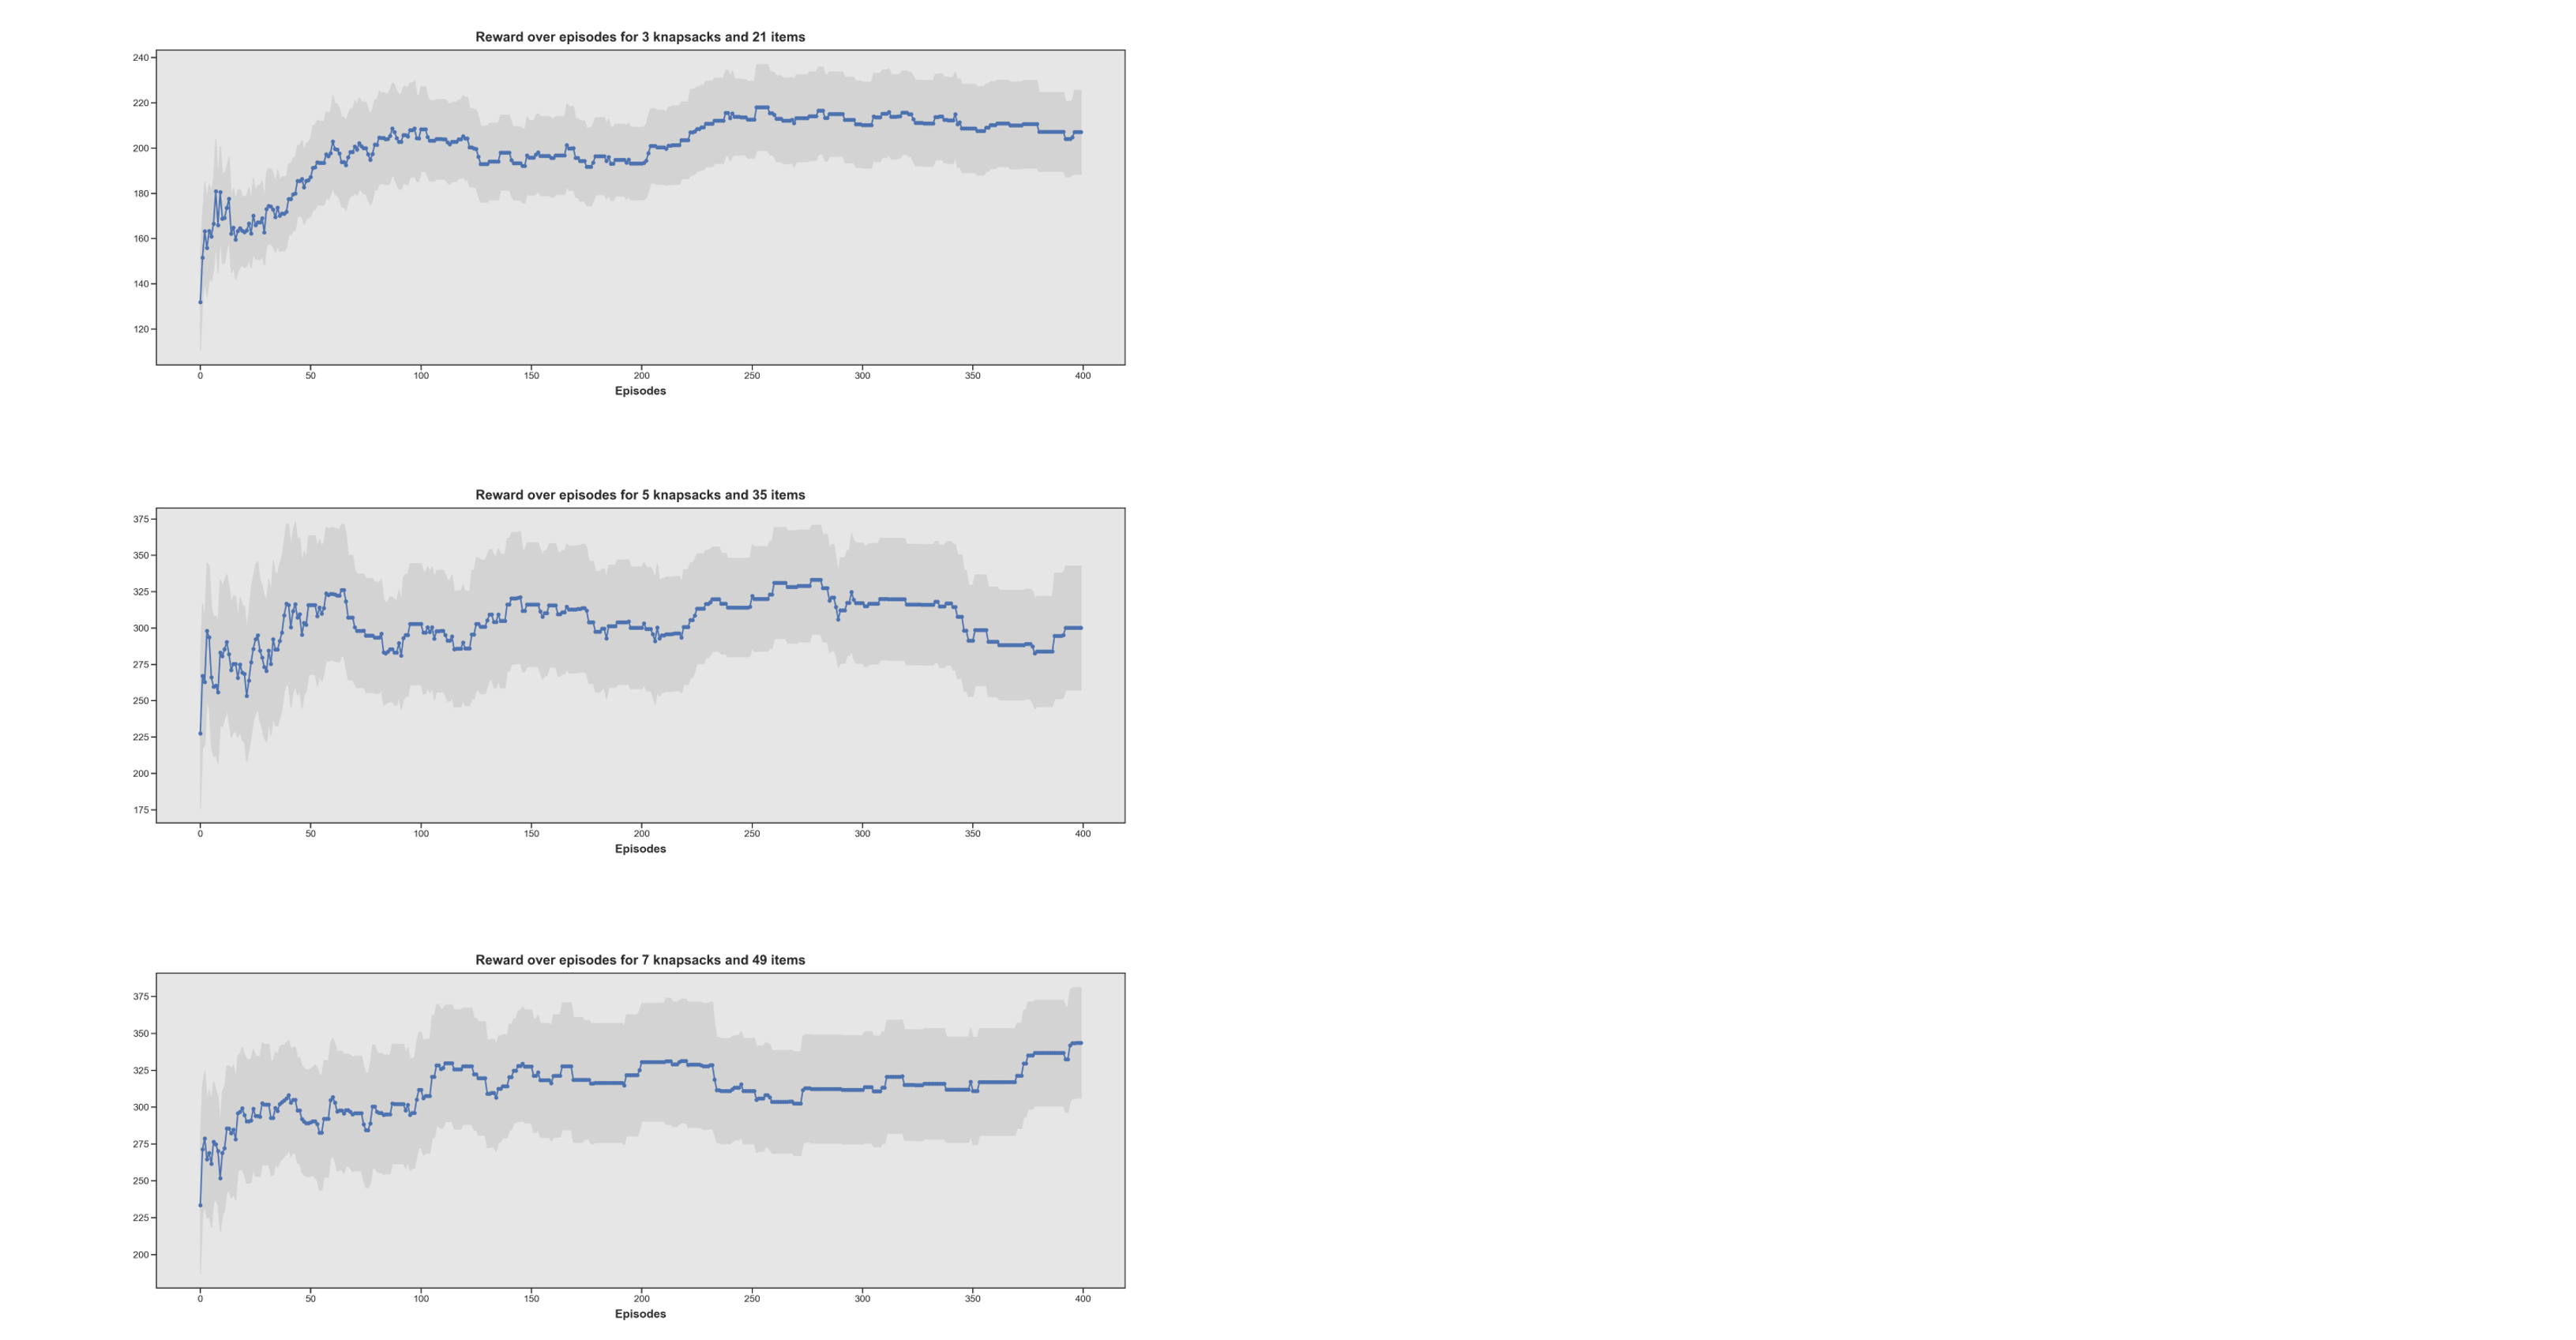 Reward over episodes for 3 knapsacks and 21 items
240
220
200
180
160
140
120
0 50 100 150 200 250 300 350 400
Episodes
Reward over episodes for 5 knapsacks and 35 items
375
350
325
300
275
250
225
200
175
0 50 100 150 200 250 300 350 400
Episodes
Reward over episodes for 7 knapsacks and 49 items
375
350
325
300
275
250
225
200
0 50 100 150 200 250 300 350 400
Episodes